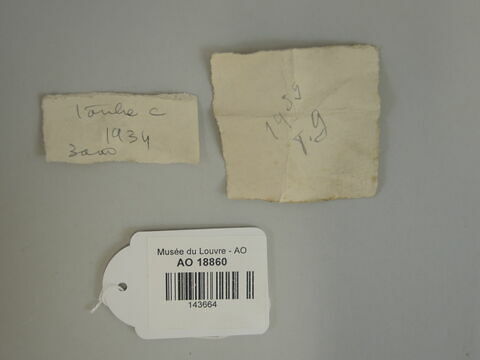 Tombe C
1934
3000
1939
T.9
Musée du Louvre - AO
AO 18860
143664